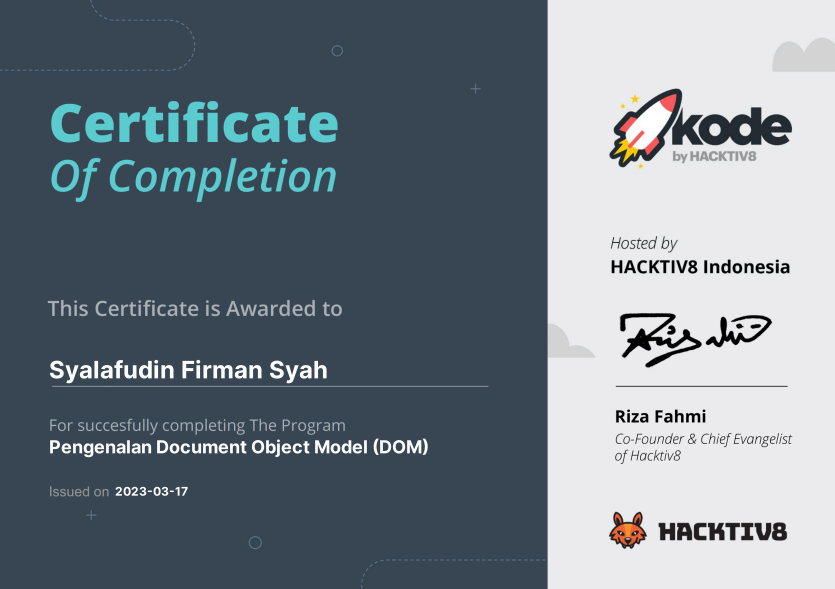 Certificate
Of Completion
This Certificate is Awarded to
Syalafudin Firman Syah
For succesfully completing The Program
Pengenalan Document Object Model (DOM)
Issued on 2023-03-17
kode
by HACKTIV8
Hosted by
HACKTIV8 Indonesia
Riza Fahmi
Co-Founder & Chief Evangelist
of Hacktiv8
HACKTIV8